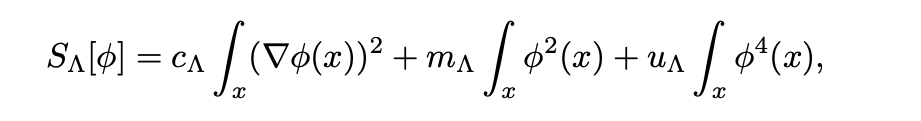 S_Λ[ϕ] = c_Λ ∫_x (∇ϕ(x))² + m_Λ ∫_x ϕ²(x) + u_Λ ∫_x ϕ⁴(x),